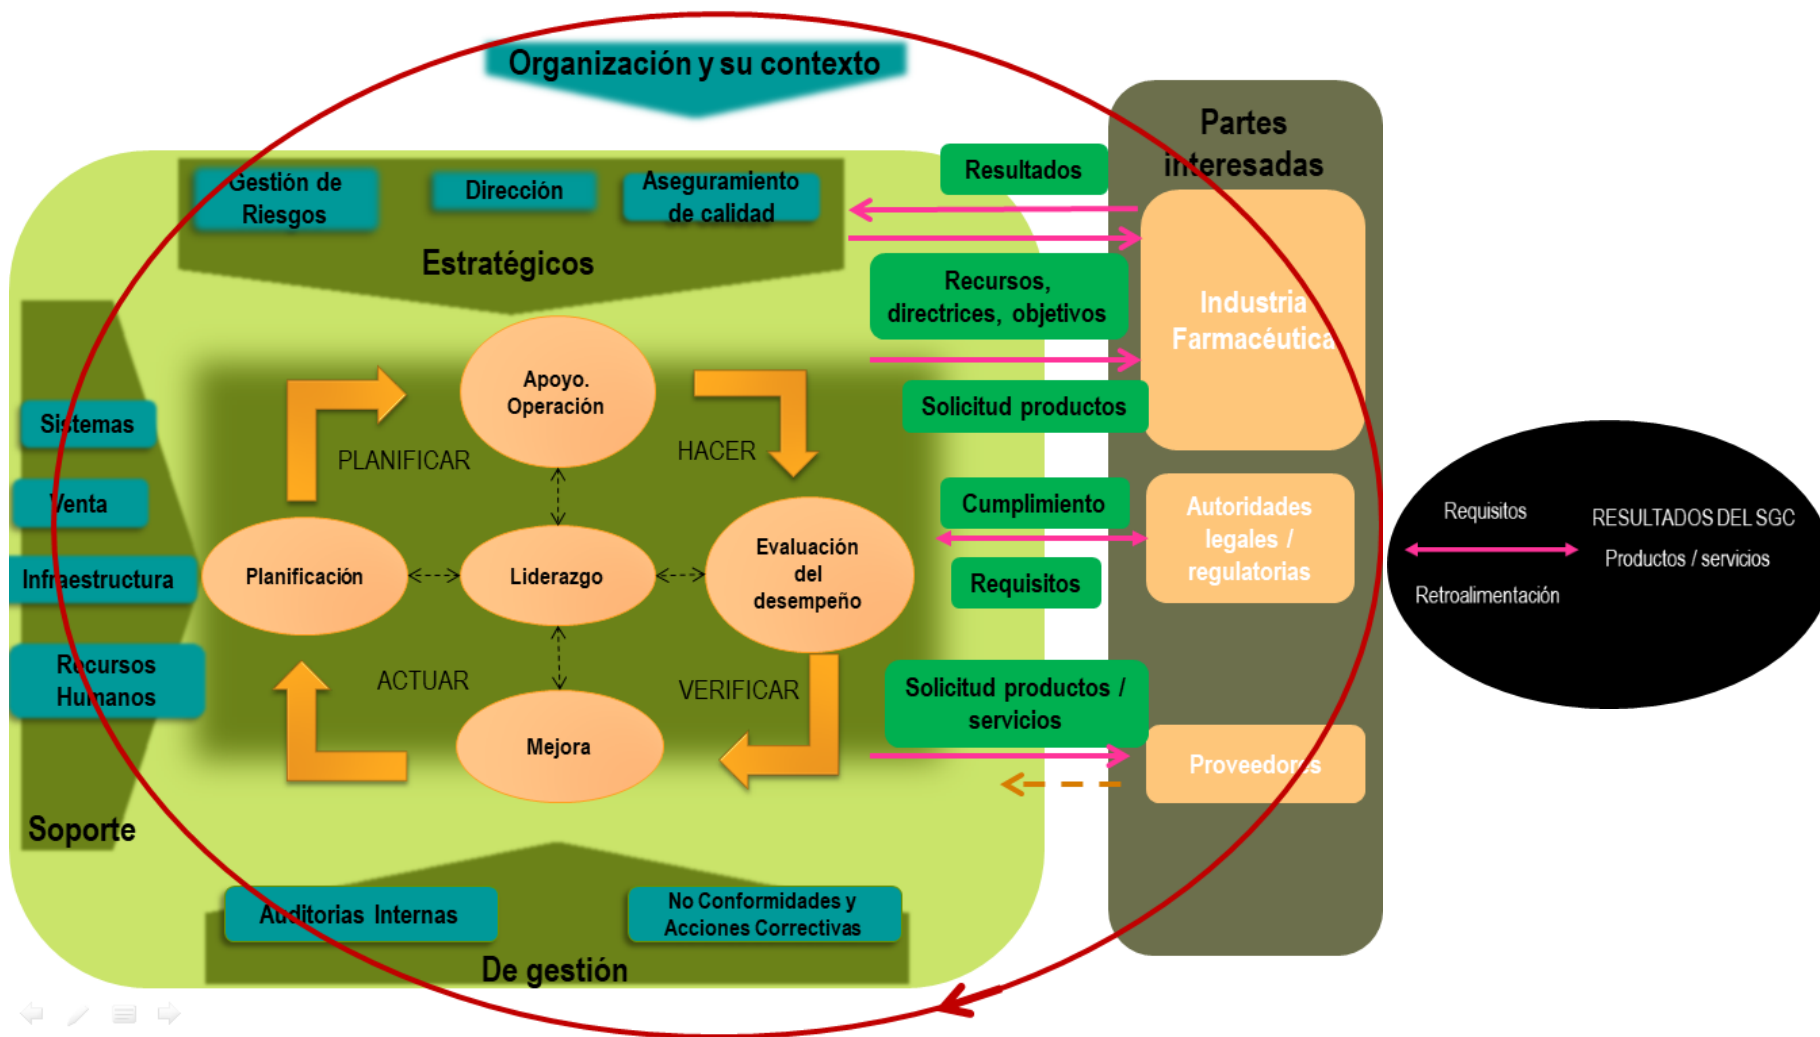 Organización y su contexto
Partes
interesadas
Resultados
Gestión de
Riesgos
Dirección
Aseguramiento
de calidad
Estratégicos
Recursos,
directrices, objetivos
Industria
Farmacéutica
Solicitud productos
Apoyo.
Operación
PLANIFICAR
HACER
Sistemas
Venta
Infraestructura
Recursos
Humanos
Soporte
Planificación
Liderazgo
Evaluación
del
desempeño
ACTUAR
VERIFICAR
Mejora
Cumplimiento
Requisitos
Autoridades
legales /
regulatorias
Solicitud productos /
servicios
Proveedores
Requisitos
Retroalimentación
RESULTADOS DEL SGC
Productos / servicios
Auditorias Internas
No Conformidades y
Acciones Correctivas
De gestión